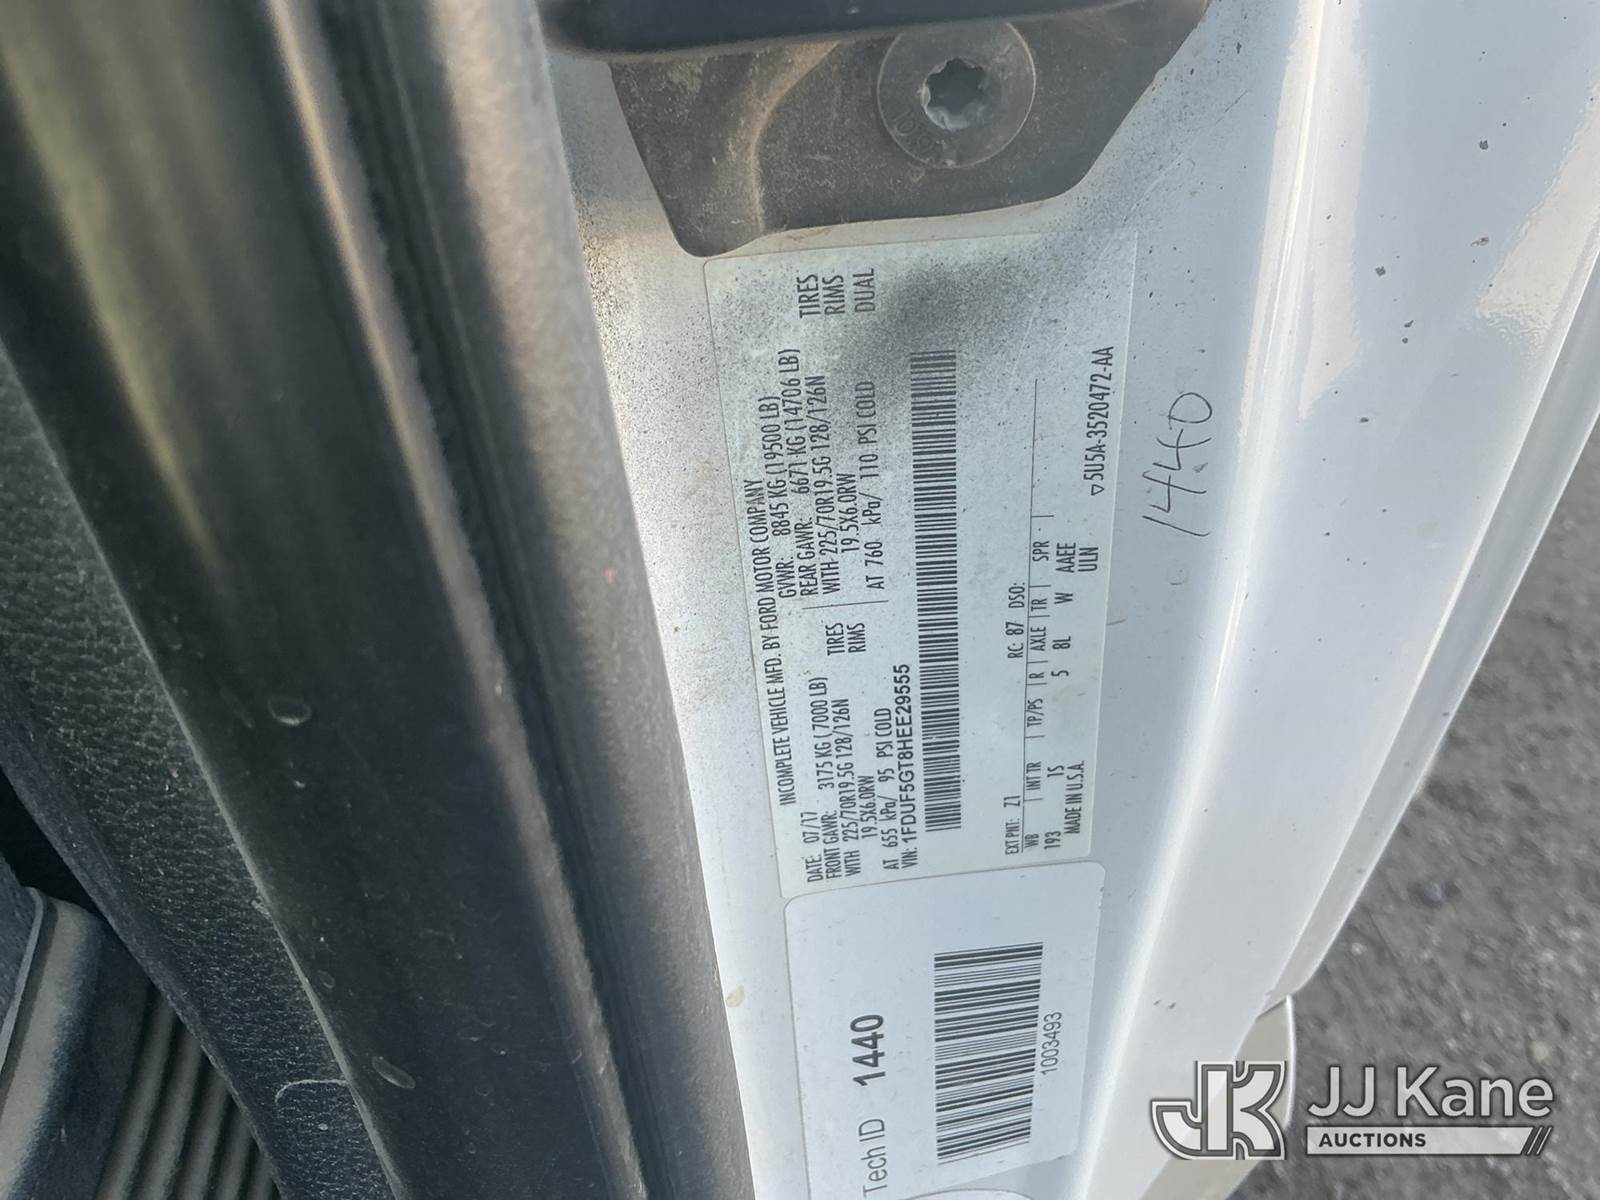 INCOMPLETE VEHICLE MFD. BY FORD MOTOR COMPANY
DATE: 07/17 GVWR: 8845 KG (19500 LB)
FRONT GAWR: 3175 KG (7000 LB) REAR GAWR: 6671 KG (14706 LB)
WITH 225/70R19.5G 128/126N TIRES WITH 225/70R19.5G 128/126N TIRES
19.5X6.0RW RIMS 19.5X6.0RW RIMS
AT 655 kPa/ 95 PSI COLD AT 760 kPa/ 110 PSI COLD DUAL
VIN: 1FDUF5GT8HEE29555
EXT PNT: Z1 RC: 87 DSO:
WB INT TR TP/PS R AXLE TR SPR
193 1S 5 8L W AAEE
MADE IN U.S.A. ULN
▽5U5A-3520472-AA
1440
Tech ID 1440
1003493
JJ Kane
AUCTIONS